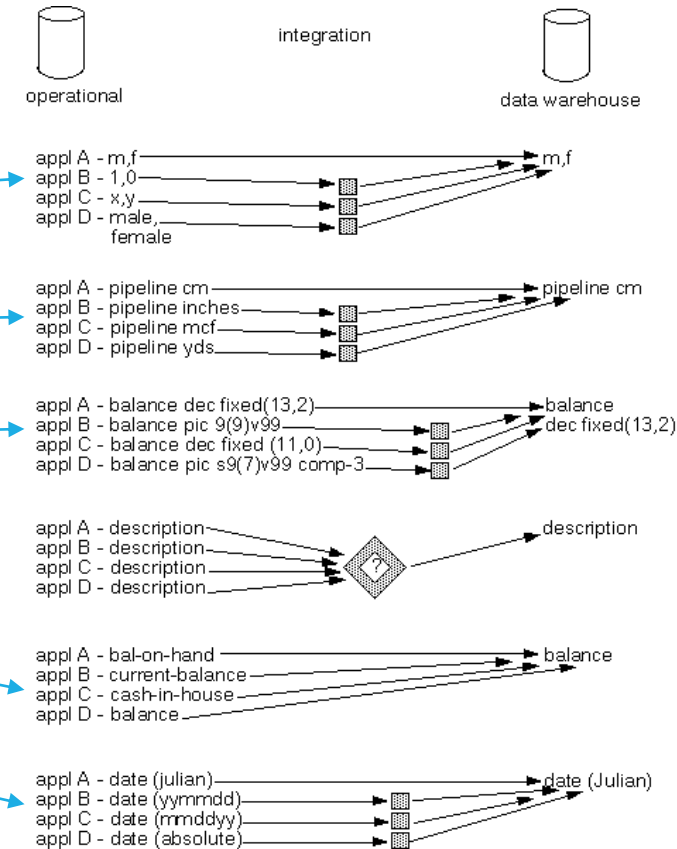 integration
operational
data warehouse
appl A - m,f
m,f
appl B - 1,0
appl C - x,y
appl D - male,
female
appl A - pipeline cm
pipeline cm
appl B - pipeline inches
appl C - pipeline mcf
appl D - pipeline yds
appl A - balance dec fixed(13,2)
balance
appl B - balance pic 9(9)v99
dec fixed(13,2)
appl C - balance dec fixed (11,0)
appl D - balance pic s9(7)v99 comp-3
appl A - description
description
appl B - description
appl C - description
?
appl D - description
appl A - bal-on-hand
balance
appl B - current-balance
appl C - cash-in-house
appl D - balance
appl A - date (julian)
date (Julian)
appl B - date (yymmdd)
appl C - date (mmddyy)
appl D - date (absolute)